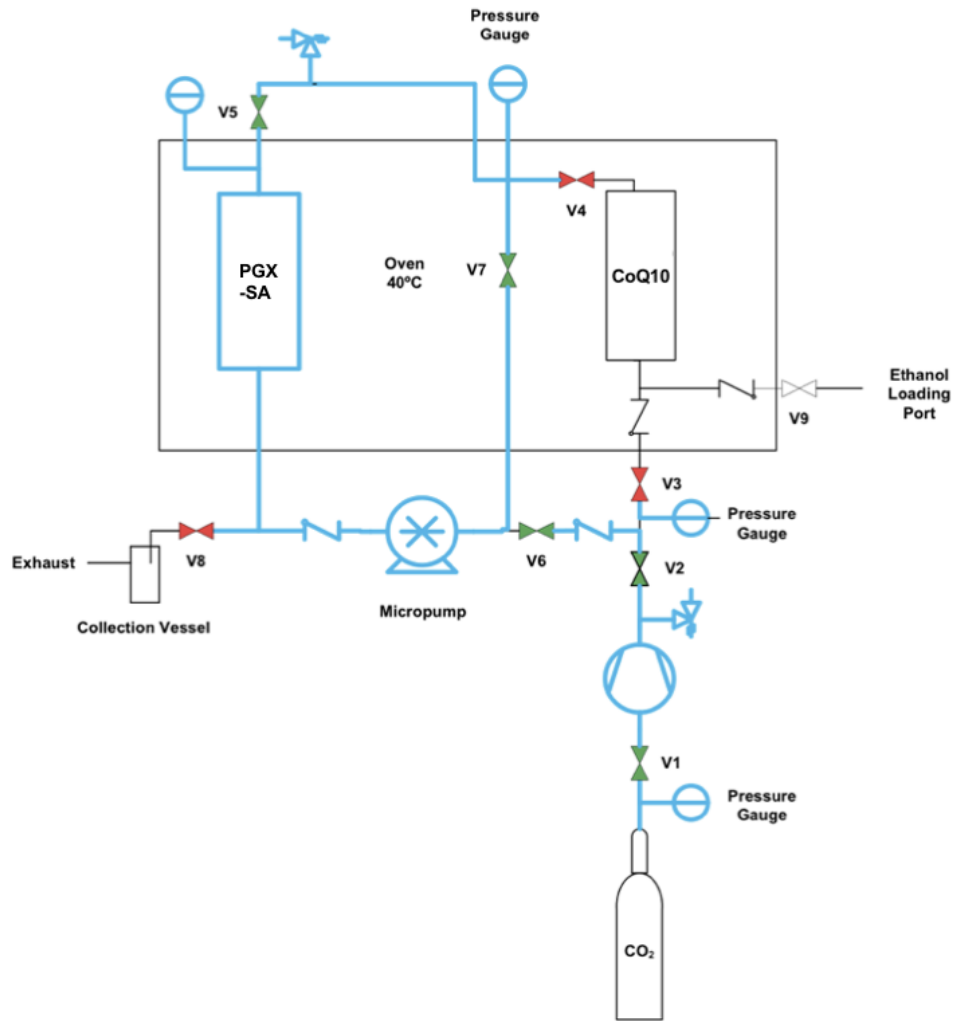 Pressure
Gauge
V5
V4
PGX
-SA
Oven
40ºC
V7
CoQ10
Ethanol
Loading
Port
V9
V3
Pressure
Gauge
Exhaust
V8
V6
V2
Micropump
Collection Vessel
V1
Pressure
Gauge
CO₂